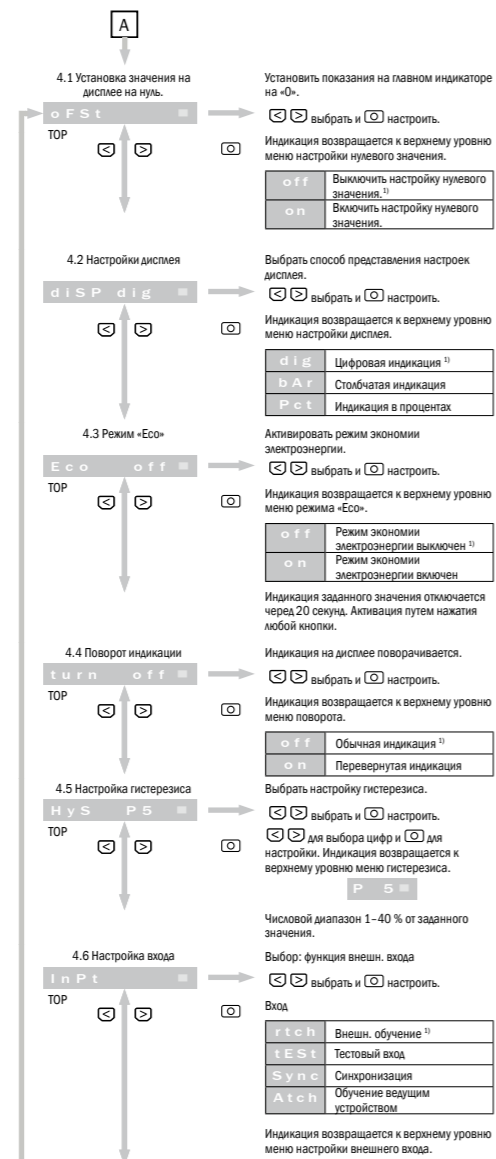 A
4.1 Установка значения на
дисплее на нуль.
oFSt
TOP
< >
O
Установить показания на главном индикаторе
на «0».
< > выбрать и O настроить.
Индикация возвращается к верхнему уровню
меню настройки нулевого значения.
off Выключить настройку нулевого
значения.1)
on Включить настройку нулевого
значения.
4.2 Настройки дисплея
diSP dig
< >
O
Выбрать способ представления настроек
дисплея.
< > выбрать и O настроить.
Индикация возвращается к верхнему уровню
меню настройки дисплея.
dig Цифровая индикация 1)
bAr Столбчатая индикация
Pct Индикация в процентах
4.3 Режим «Eco»
Eco off
TOP
< >
O
Активировать режим экономии
электроэнергии.
< > выбрать и O настроить.
Индикация возвращается к верхнему уровню
меню режима «Eco».
off Режим экономии
электроэнергии выключен 1)
on Режим экономии
электроэнергии включен
Индикация заданного значения отключается
черед 20 секунд. Активация путем нажатия
любой кнопки.
4.4 Поворот индикации
turn off
TOP
< >
O
Индикация на дисплее поворачивается.
< > выбрать и O настроить.
Индикация возвращается к верхнему уровню
меню поворота.
off Обычная индикация 1)
on Перевернутая индикация
4.5 Настройка гистерезиса
HyS P5
TOP
< >
O
Выбрать настройку гистерезиса.
< > выбрать и O настроить.
< > для выбора цифр и O для
настройки. Индикация возвращается к
верхнему уровню меню гистерезиса.
P 5
Числовой диапазон 1–40 % от заданного
значения.
4.6 Настройка входа
InPt
TOP
< >
O
Выбор: функция внешн. входа
< > выбрать и O настроить.
Вход
rtch Внешн. обучение 1)
tESt Тестовый вход
Sync Синхронизация
Atch Обучение ведущим
устройством
Индикация возвращается к верхнему уровню
меню настройки внешнего входа.